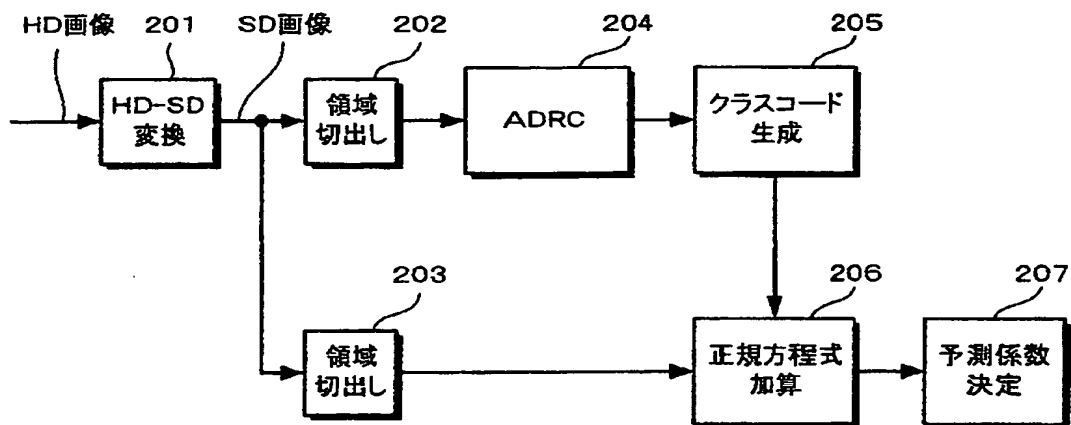 HD画像
201
SD画像
202
204
205
HD-SD
変換
領域
切出し
ADRC
クラスコード
生成
203
206
207
領域
切出し
正規方程式
加算
予測係数
決定